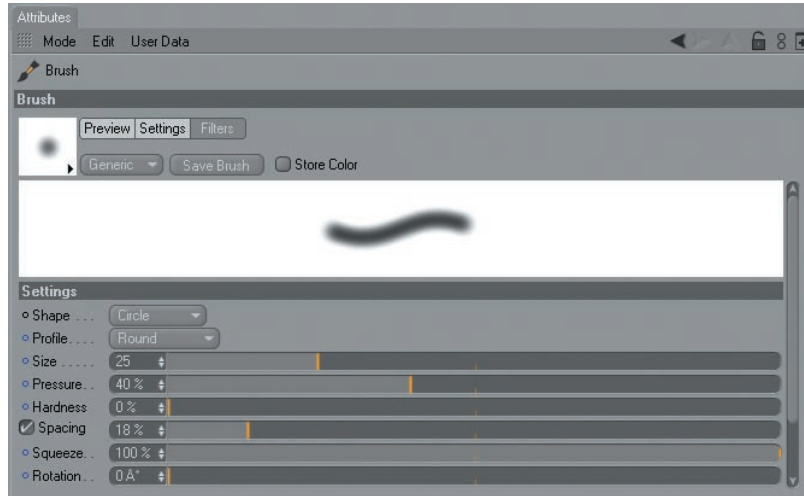 Attributes
Mode Edit User Data
Brush
Brush
Preview Settings Filters
Generic Save Brush Store Color
Settings
Shape . . . . Circle
Profile. . . . Round
Size . . . . . 25
Pressure. . 40 %
Hardness 0 %
Spacing 18 %
Squeeze. . 100 %
Rotation. . 0 Â°